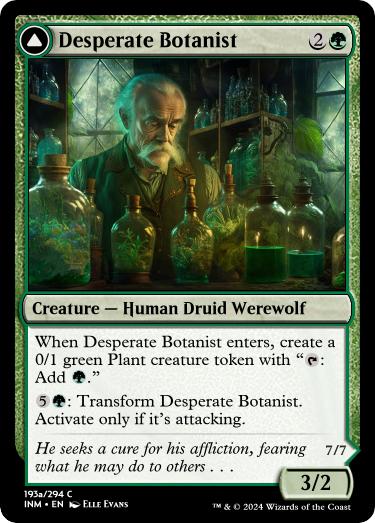 Desperate Botanist 2
Creature — Human Druid Werewolf
When Desperate Botanist enters, create a
0/1 green Plant creature token with “:
Add .”
5: Transform Desperate Botanist.
Activate only if it’s attacking.
He seeks a cure for his affliction, fearing
what he may do to others . . .
7/7
3/2
193a/294 C
INM • EN Elle Evans
™ & © 2024 Wizards of the Coast